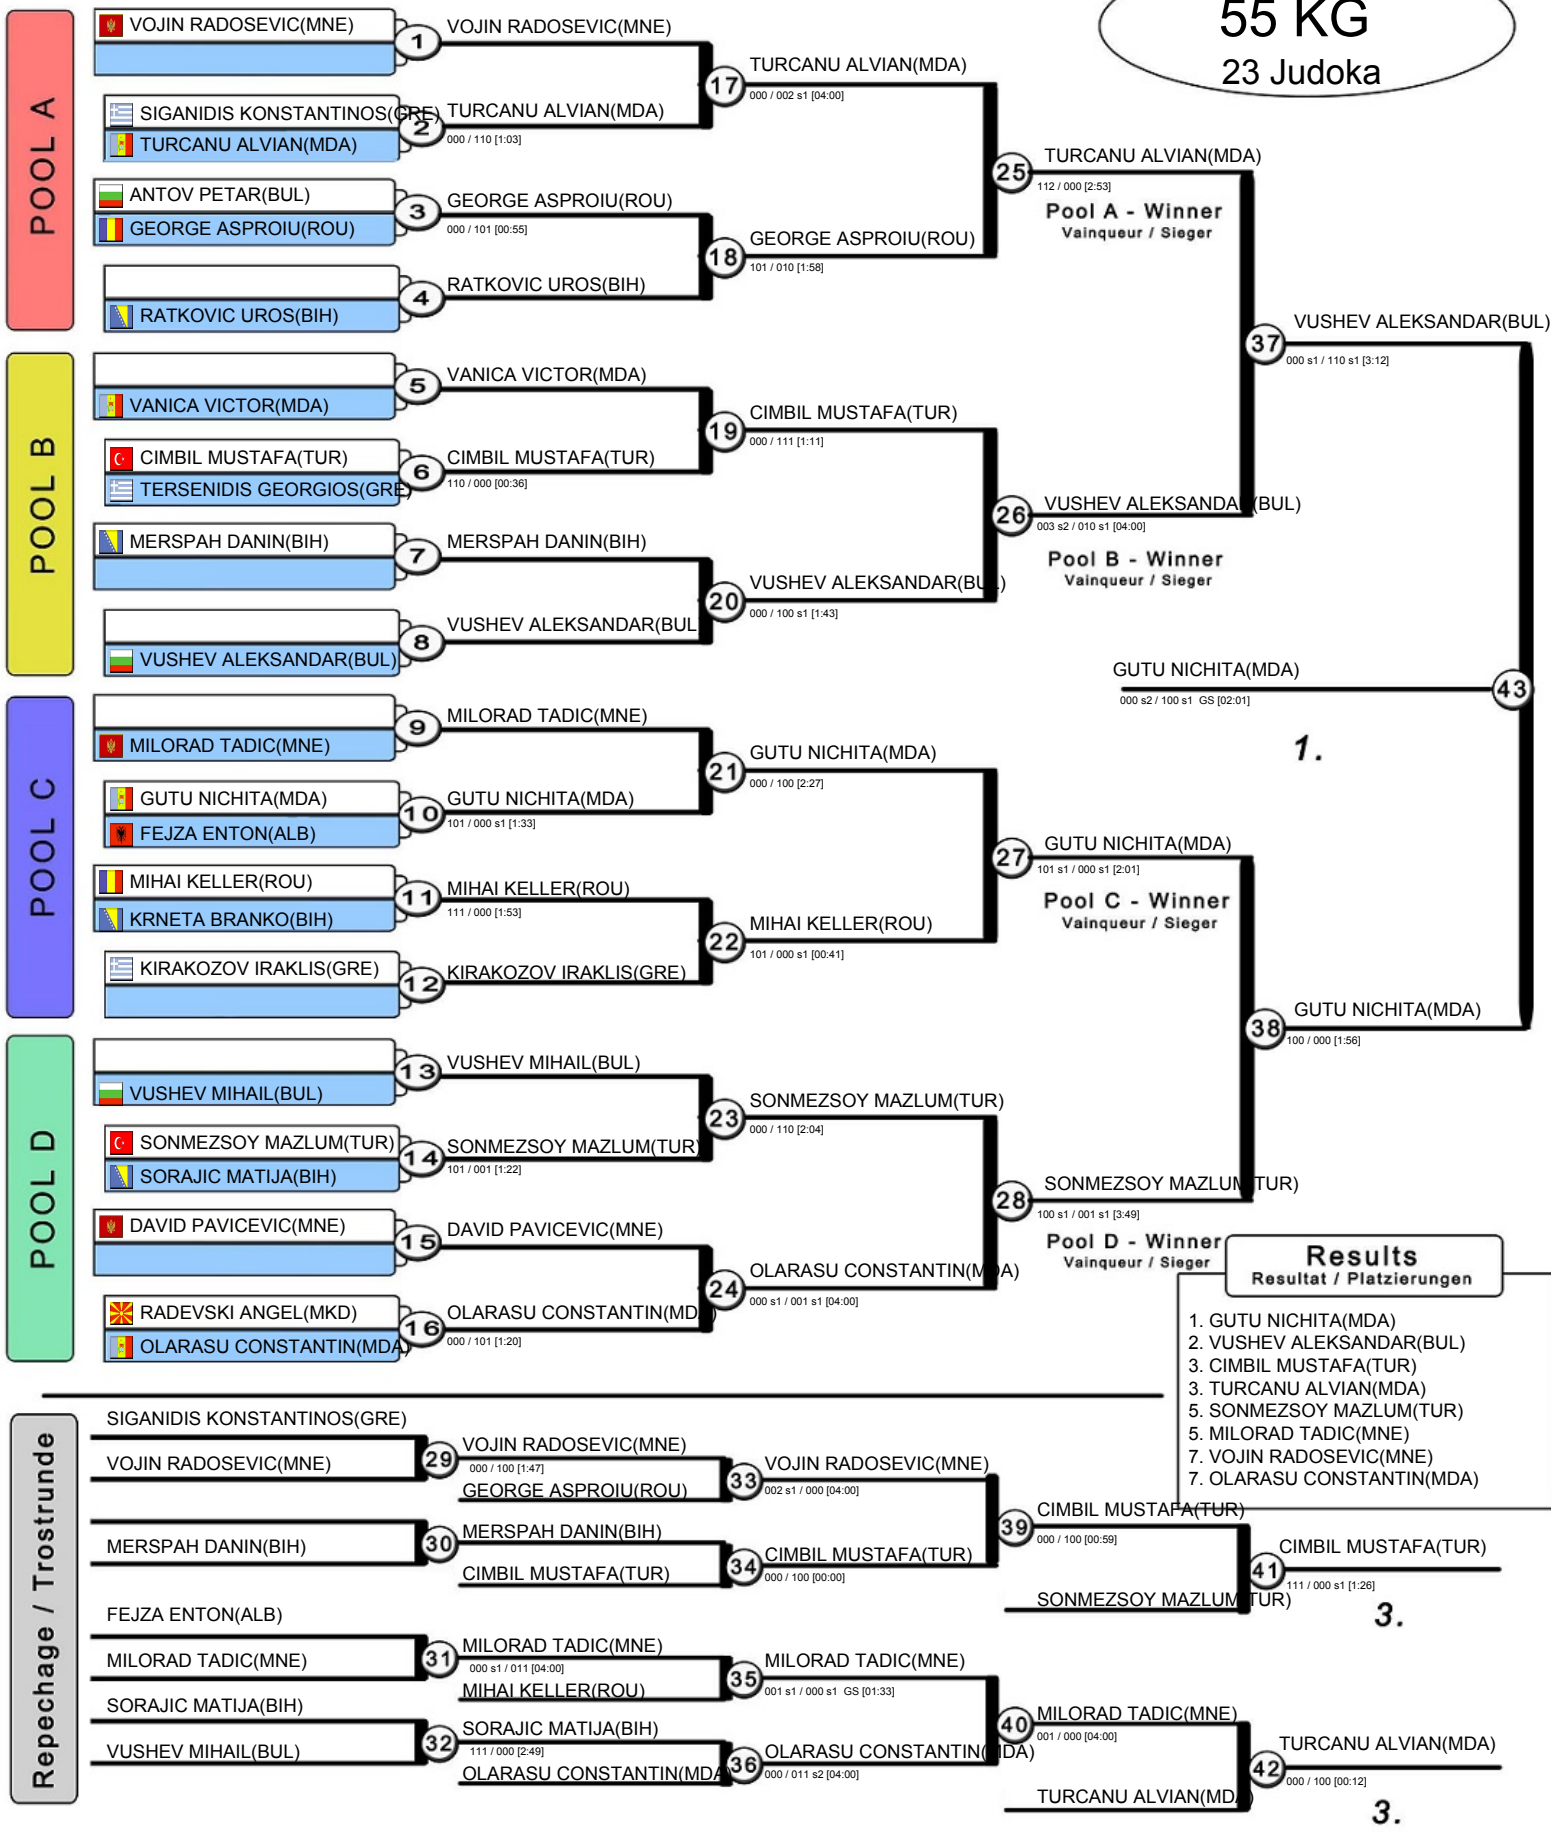 55 KG
23 Judoka
POOL A
VOJIN RADOSEVIC(MNE)
1
SIGANIDIS KONSTANTINOS(GRE)
TURCANU ALVIAN(MDA)
2
ANTOV PETAR(BUL)
GEORGE ASPROIU(ROU)
3
RATKOVIC UROS(BIH)
4
VOJIN RADOSEVIC(MNE)
TURCANU ALVIAN(MDA)
000 / 110 [1:03]
GEORGE ASPROIU(ROU)
000 / 101 [00:55]
RATKOVIC UROS(BIH)
17
TURCANU ALVIAN(MDA)
000 / 002 s1 [04:00]
18
GEORGE ASPROIU(ROU)
101 / 010 [1:58]
25
TURCANU ALVIAN(MDA)
112 / 000 [2:53]
Pool A - Winner
Vainqueur / Sieger
POOL B
VANICA VICTOR(MDA)
5
CIMBIL MUSTAFA(TUR)
TERSENIDIS GEORGIOS(GRE)
6
MERSPAH DANIN(BIH)
7
VUSHEV ALEKSANDAR(BUL)
8
VANICA VICTOR(MDA)
CIMBIL MUSTAFA(TUR)
110 / 000 [00:36]
MERSPAH DANIN(BIH)
VUSHEV ALEKSANDAR(BUL
19
CIMBIL MUSTAFA(TUR)
000 / 111 [1:11]
20
VUSHEV ALEKSANDAR(BUL)
000 / 100 s1 [1:43]
26
VUSHEV ALEKSANDAR(BUL)
003 s2 / 010 s1 [04:00]
Pool B - Winner
Vainqueur / Sieger
37
VUSHEV ALEKSANDAR(BUL)
000 s1 / 110 s1 [3:12]
GUTU NICHITA(MDA)
000 s2 / 100 s1 GS [02:01]
43
1.
POOL C
MILORAD TADIC(MNE)
9
GUTU NICHITA(MDA)
FEJZA ENTON(ALB)
10
MIHAI KELLER(ROU)
KRNETA BRANKO(BIH)
11
KIRAKOZOV IRAKLIS(GRE)
12
MILORAD TADIC(MNE)
GUTU NICHITA(MDA)
101 / 000 s1 [1:33]
MIHAI KELLER(ROU)
111 / 000 [1:53]
KIRAKOZOV IRAKLIS(GRE)
21
GUTU NICHITA(MDA)
000 / 100 [2:27]
22
MIHAI KELLER(ROU)
101 / 000 s1 [00:41]
27
GUTU NICHITA(MDA)
101 s1 / 000 s1 [2:01]
Pool C - Winner
Vainqueur / Sieger
38
GUTU NICHITA(MDA)
100 / 000 [1:56]
POOL D
VUSHEV MIHAIL(BUL)
13
SONMEZSOY MAZLUM(TUR)
SORAJIC MATIJA(BIH)
14
DAVID PAVICEVIC(MNE)
15
RADEVSKI ANGEL(MKD)
OLARASU CONSTANTIN(MDA)
16
VUSHEV MIHAIL(BUL)
SONMEZSOY MAZLUM(TUR)
101 / 001 [1:22]
DAVID PAVICEVIC(MNE)
OLARASU CONSTANTIN(MDA)
000 / 101 [1:20]
23
SONMEZSOY MAZLUM(TUR)
000 / 110 [2:04]
24
OLARASU CONSTANTIN(MDA)
000 s1 / 001 s1 [04:00]
28
SONMEZSOY MAZLUM(TUR)
100 s1 / 001 s1 [3:49]
Pool D - Winner
Vainqueur / Sieger
Results
Resultat / Platzierungen
1. GUTU NICHITA(MDA)
2. VUSHEV ALEKSANDAR(BUL)
3. CIMBIL MUSTAFA(TUR)
3. TURCANU ALVIAN(MDA)
5. SONMEZSOY MAZLUM(TUR)
5. MILORAD TADIC(MNE)
7. VOJIN RADOSEVIC(MNE)
7. OLARASU CONSTANTIN(MDA)
Repechage / Trostrunde
SIGANIDIS KONSTANTINOS(GRE)
VOJIN RADOSEVIC(MNE)
29
MERSPAH DANIN(BIH)
30
FEJZA ENTON(ALB)
MILORAD TADIC(MNE)
31
SORAJIC MATIJA(BIH)
VUSHEV MIHAIL(BUL)
32
VOJIN RADOSEVIC(MNE)
000 / 100 [1:47]
GEORGE ASPROIU(ROU)
33
MERSPAH DANIN(BIH)
CIMBIL MUSTAFA(TUR)
34
MILORAD TADIC(MNE)
000 s1 / 011 [04:00]
MIHAI KELLER(ROU)
35
SORAJIC MATIJA(BIH)
111 / 000 [2:49]
OLARASU CONSTANTIN(MDA)
36
VOJIN RADOSEVIC(MNE)
002 s1 / 000 [04:00]
CIMBIL MUSTAFA(TUR)
000 / 100 [00:00]
39
MILORAD TADIC(MNE)
001 s1 / 000 s1 GS [01:33]
OLARASU CONSTANTIN(MDA)
000 / 011 s2 [04:00]
40
CIMBIL MUSTAFA(TUR)
000 / 100 [00:59]
SONMEZSOY MAZLUM(TUR)
41
MILORAD TADIC(MNE)
001 / 000 [04:00]
TURCANU ALVIAN(MDA)
42
CIMBIL MUSTAFA(TUR)
111 / 000 s1 [1:26]
3.
TURCANU ALVIAN(MDA)
000 / 100 [00:12]
3.